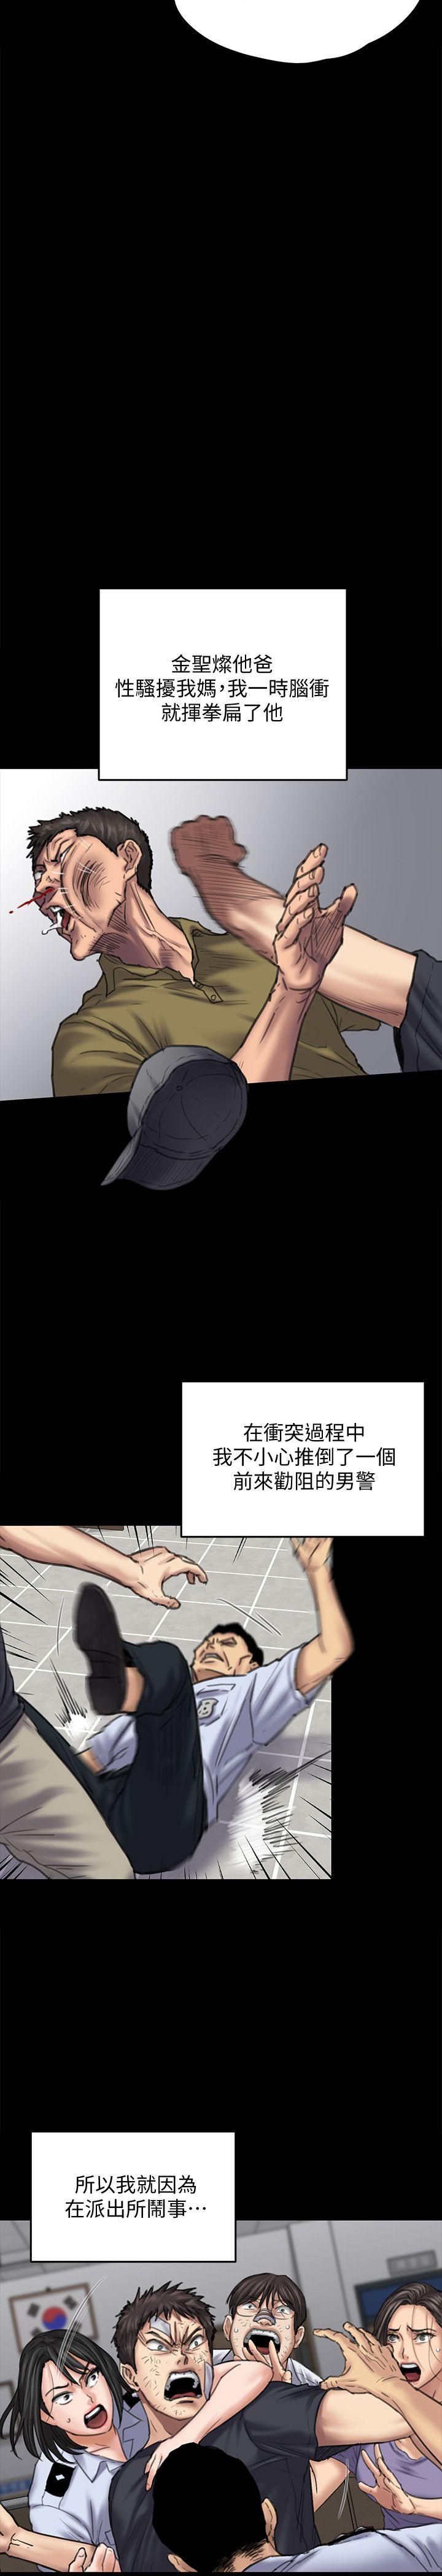 金聖燦他爸
性騷擾我媽，我一時腦衝
就揮拳扁了他
在衝突過程中
我不小心推倒了一個
前來勸阻的男警
所以我就因為
在派出所鬧事…